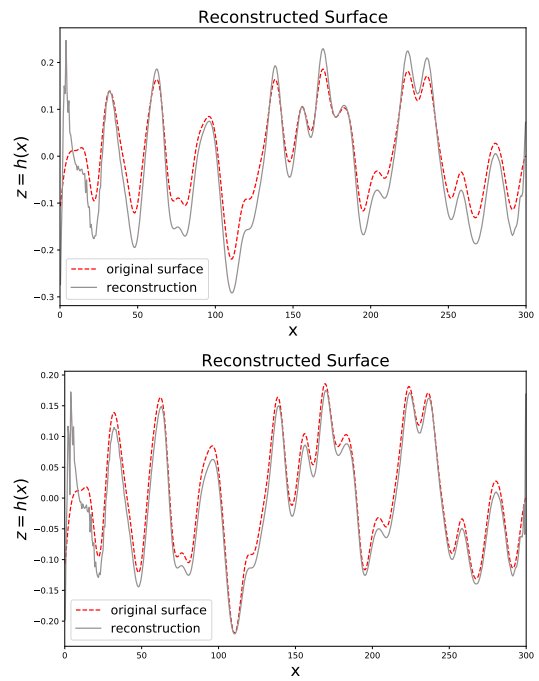 Reconstructed Surface
z = h(x)
0.2
0.1
0.0
−0.1
−0.2
−0.3
original surface
reconstruction
0
50
100
150
200
250
300
x
Reconstructed Surface
z = h(x)
0.20
0.15
0.10
0.05
0.00
−0.05
−0.10
−0.15
−0.20
original surface
reconstruction
0
50
100
150
200
250
300
x